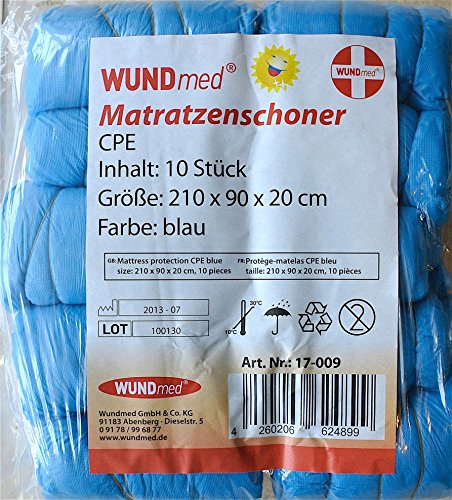 WUNDmed®
WUNDmed®
Matratzenschoner
CPE
Inhalt: 10 Stück
Größe: 210 x 90 x 20 cm
Farbe: blau
GB: Mattress protection CPE blue
size: 210 x 90 x 20 cm, 10 pieces
FR: Protège-matelas CPE bleu
taille: 210 x 90 x 20 cm, 10 pièces
2013 - 07
LOT 100130
10°C
30°C
2
Art. Nr.: 17-009
WUNDmed®
Wundmed GmbH & Co. KG
91183 Abenberg · Dieselstr. 5
0 91 78 / 99 68 77
www.wundmed.de
4 260206 624899